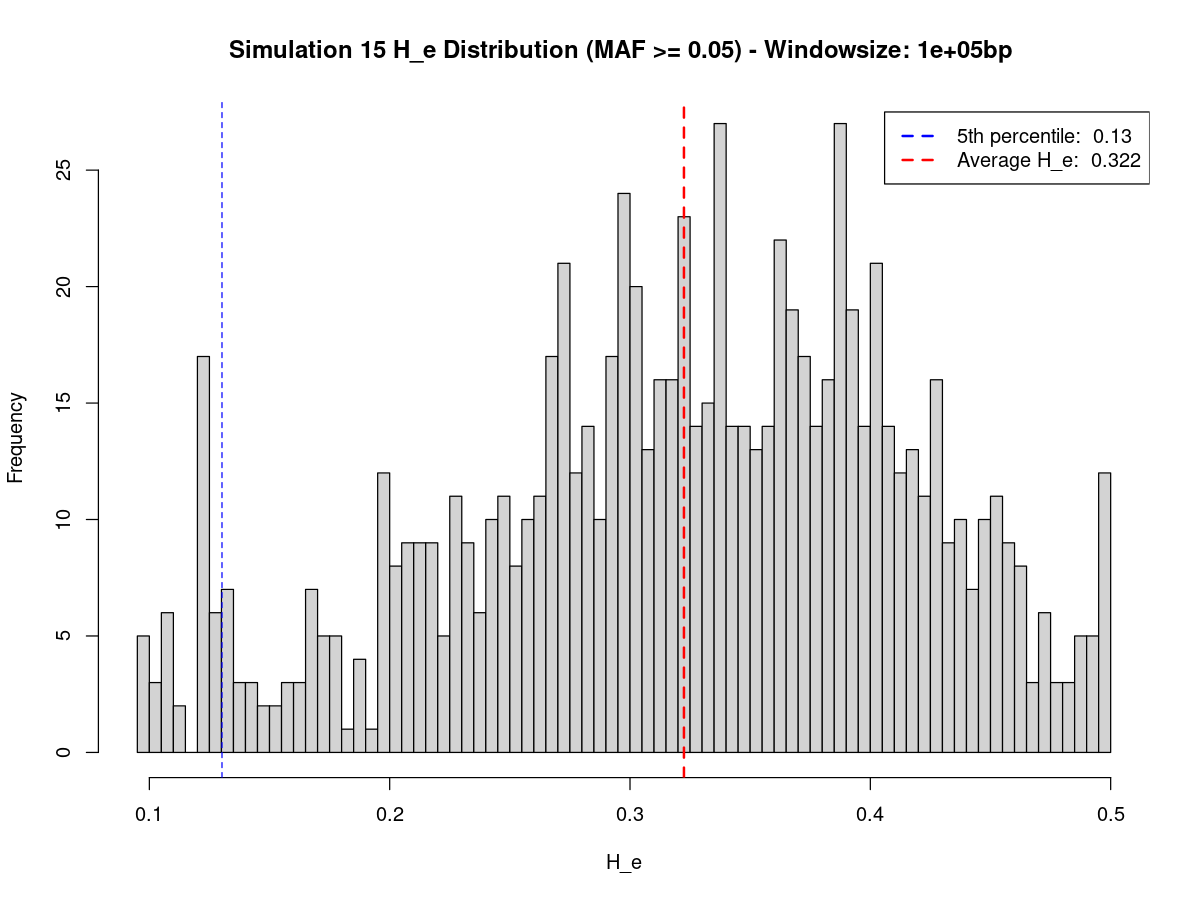 Simulation 15 H_e Distribution (MAF >= 0.05) - Windowsize: 1e+05bp
5th percentile:  0.13
Average H_e:  0.322
Frequency
25
20
15
10
5
0
0.1 0.2 0.3 0.4 0.5
H_e